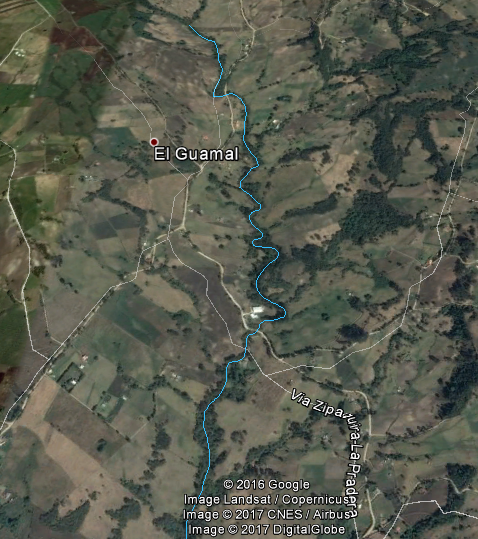 El Guamal
Via Zipaquira-La Pradera
© 2016 Google
Image Landsat / Copernicus
Image © 2017 CNES / Airbus
Image © 2017 DigitalGlobe